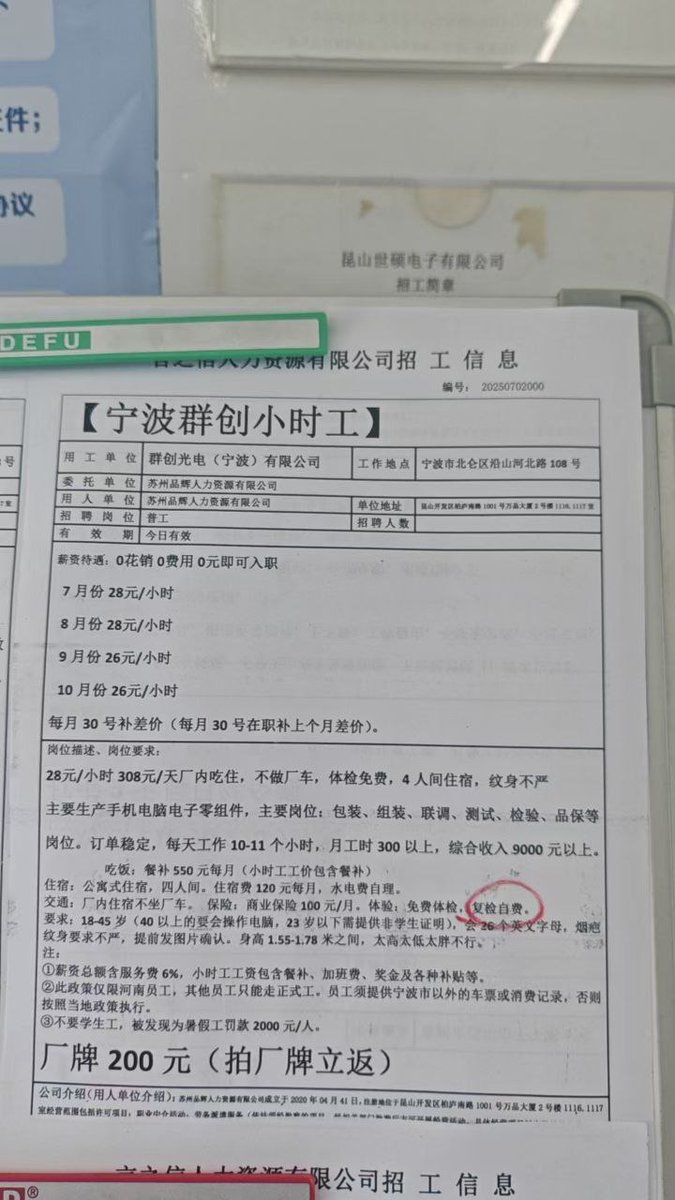 件；
协议
昆山世硕电子有限公司
招工简章
DEFU
人力资源有限公司招 工 信 息
编号： 20250702000
【宁波群创小时工】
用工单位 群创光电（宁波）有限公司 工作地点 宁波市北仑区沿山河北路 108 号
委托单位 苏州品辉人力资源有限公司
用人单位 苏州品辉人力资源有限公司 单位地址 昆山开发区柏庐南路 1001 号万品大厦 2 号楼 1116,1117 室
招聘岗位 普工 招聘人数
有效期 今日有效
薪资待遇：0花销 0费用 0元即可入职
7 月份 28元/小时
8 月份 28元/小时
9 月份 26元/小时
10 月份 26元/小时
每月 30 号补差价（每月 30 号在职补上个月差价）。
岗位描述、岗位要求：
28元/小时 308元/天厂内吃住，不做厂车，体检免费，4 人间住宿，纹身不严
主要生产手机电脑电子零组件，主要岗位：包装、组装、联调、测试、检验、品保等
岗位。订单稳定，每天工作 10-11 个小时，月工时 300 以上，综合收入 9000 元以上。
吃饭：餐补 550 元每月（小时工工价包含餐补）
住宿：公寓式住宿，四人间。住宿费 120 元每月，水电费自理。
交通：厂内住宿不坐厂车。 保险：商业保险 100 元/月。体验：免费体检，复检自费。
要求：18-45 岁（40 以上的要会操作电脑，23 岁以下需提供非学生证明），会 26 个英文字母，烟疤
纹身要求不严，提前发图片确认。身高 1.55-1.78 米之间，太高太低太胖不行。
注：
①薪资总额含服务费 6%，小时工工资包含餐补、加班费、奖金及各种补贴等。
②此政策仅限河南员工，其他员工只能走正式工。员工须提供宁波市以外的车票或消费记录，否则
按照当地政策执行。
③不要学生工，被发现为暑假工罚款 2000 元/人。
厂牌 200 元（拍厂牌立返）
公司介绍（用人单位介绍）：苏州品辉人力资源有限公司成立于 2020 年 04 月 41 日，注册地位于昆山开发区柏庐南路 1001 号万品大厦 2 号楼 1116,1117
室经营范围包括许可项目：职业中介活动；劳务派遣服务
人力资源有限公司招 工 信 息